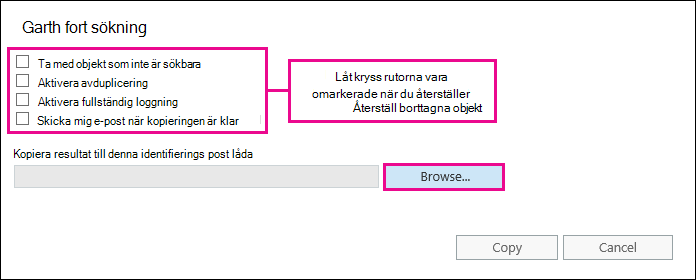 Garth fort sökning
Ta med objekt som inte är sökbara
Aktivera avduplicering
Aktivera fullständig loggning
Skicka mig e-post när kopieringen är klar
Låt kryss rutorna vara
omarkerade när du återställer
Återställ borttagna objekt
Kopiera resultat till denna identifierings post låda
Browse...
Copy
Cancel